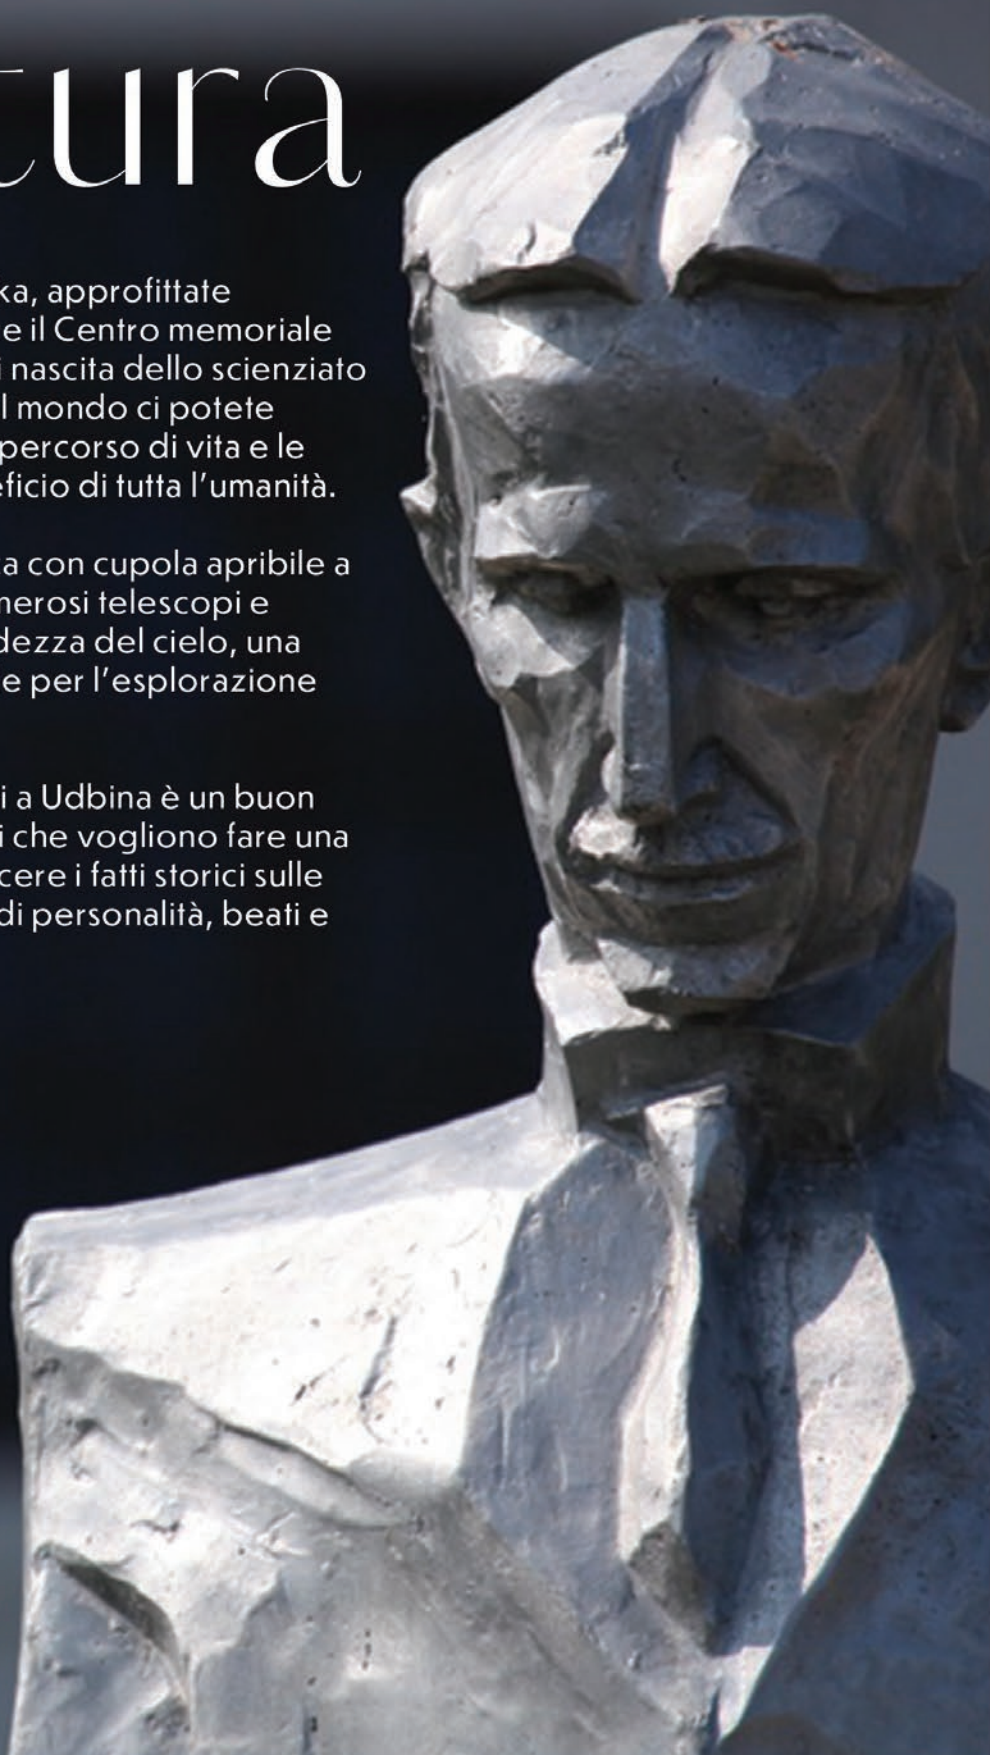 tura
ka, approfittate
e il Centro memoriale
i nascita dello scienziato
l mondo ci potete
percorso di vita e le
eficio di tutta l'umanità.
a con cupola apribile a
merosi telescopi e
dezza del cielo, una
e per l'esplorazione
i a Udbina è un buon
i che vogliono fare una
cere i fatti storici sulle
di personalità, beati e